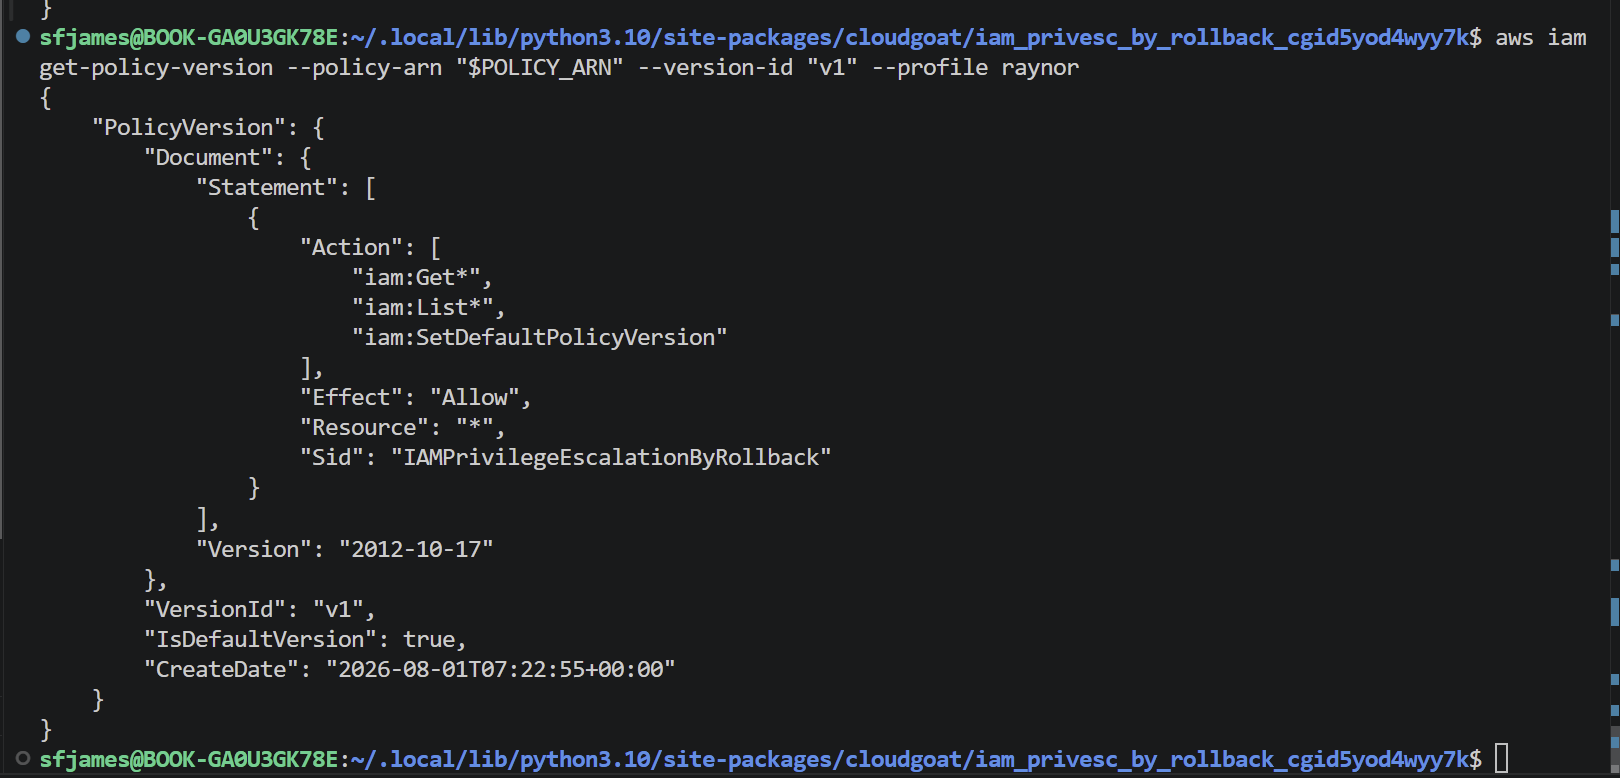 }
sfjames@BOOK-GA0U3GK78E:~/.local/lib/python3.10/site-packages/cloudgoat/iam_privesc_by_rollback_cgid5yod4wyy7k$ aws iam
get-policy-version --policy-arn "$POLICY_ARN" --version-id "v1" --profile raynor
{
    "PolicyVersion": {
        "Document": {
            "Statement": [
                {
                    "Action": [
                        "iam:Get*",
                        "iam:List*",
                        "iam:SetDefaultPolicyVersion"
                    ],
                    "Effect": "Allow",
                    "Resource": "*",
                    "Sid": "IAMPrivilegeEscalationByRollback"
                }
            ],
            "Version": "2012-10-17"
        },
        "VersionId": "v1",
        "IsDefaultVersion": true,
        "CreateDate": "2026-08-01T07:22:55+00:00"
    }
}
sfjames@BOOK-GA0U3GK78E:~/.local/lib/python3.10/site-packages/cloudgoat/iam_privesc_by_rollback_cgid5yod4wyy7k$